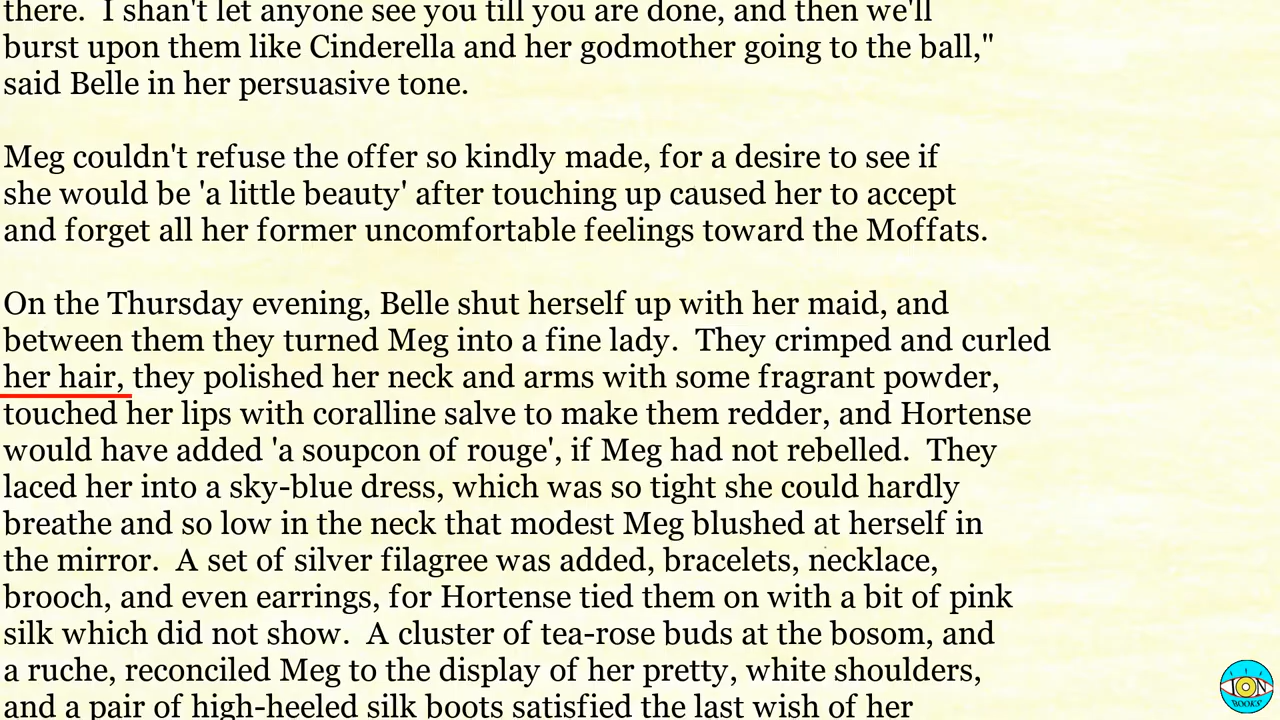 there.  I shan't let anyone see you till you are done, and then we'll
burst upon them like Cinderella and her godmother going to the ball,"
said Belle in her persuasive tone.
Meg couldn't refuse the offer so kindly made, for a desire to see if
she would be 'a little beauty' after touching up caused her to accept
and forget all her former uncomfortable feelings toward the Moffats.
On the Thursday evening, Belle shut herself up with her maid, and
between them they turned Meg into a fine lady.  They crimped and curled
her hair, they polished her neck and arms with some fragrant powder,
touched her lips with coralline salve to make them redder, and Hortense
would have added 'a soupcon of rouge', if Meg had not rebelled.  They
laced her into a sky-blue dress, which was so tight she could hardly
breathe and so low in the neck that modest Meg blushed at herself in
the mirror.  A set of silver filagree was added, bracelets, necklace,
brooch, and even earrings, for Hortense tied them on with a bit of pink
silk which did not show.  A cluster of tea-rose buds at the bosom, and
a ruche, reconciled Meg to the display of her pretty, white shoulders,
and a pair of high-heeled silk boots satisfied the last wish of her
ION
BOOKS